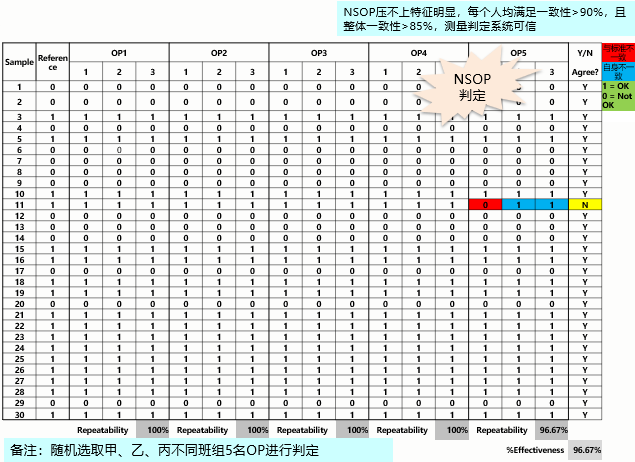 NSOP压不上特征明显，每个人均满足一致性>90%，且
整体一致性>85%，测量判定系统可信
Sample Reference OP1 OP2 OP3 OP4 OP5 Y/N
1 2 3 1 2 3 1 2 3 1 2 3 Agree?
与标准不一致
自身不一致
1 = OK
0 = Not OK
NSOP
判定
1 0 0 0 0 0 0 0 0 0 0 0 0 0 Y
2 0 0 0 0 0 0 0 0 0 0 0 0 0 Y
3 1 1 1 1 1 1 1 1 1 1 1 1 1 1 1 1 Y
4 0 0 0 0 0 0 0 0 0 0 0 0 0 0 0 0 Y
5 1 1 1 1 1 1 1 1 1 1 1 1 1 1 1 1 Y
6 0 0 0 0 0 0 0 0 0 0 0 0 0 0 0 0 Y
7 0 0 0 0 0 0 0 0 0 0 0 0 0 0 0 0 Y
8 0 0 0 0 0 0 0 0 0 0 0 0 0 0 0 0 Y
9 0 0 0 0 0 0 0 0 0 0 0 0 0 0 0 0 Y
10 1 1 1 1 1 1 1 1 1 1 1 1 1 1 1 1 Y
11 1 1 1 1 1 1 1 1 1 1 1 1 1 0 1 1 N
12 0 0 0 0 0 0 0 0 0 0 0 0 0 0 0 0 Y
13 0 0 0 0 0 0 0 0 0 0 0 0 0 0 0 0 Y
14 0 0 0 0 0 0 0 0 0 0 0 0 0 0 0 0 Y
15 1 1 1 1 1 1 1 1 1 1 1 1 1 1 1 1 Y
16 1 1 1 1 1 1 1 1 1 1 1 1 1 1 1 1 Y
17 0 0 0 0 0 0 0 0 0 0 0 0 0 0 0 0 Y
18 1 1 1 1 1 1 1 1 1 1 1 1 1 1 1 1 Y
19 1 1 1 1 1 1 1 1 1 1 1 1 1 1 1 1 Y
20 0 0 0 0 0 0 0 0 0 0 0 0 0 0 0 0 Y
21 1 1 1 1 1 1 1 1 1 1 1 1 1 1 1 1 Y
22 1 1 1 1 1 1 1 1 1 1 1 1 1 1 1 1 Y
23 1 1 1 1 1 1 1 1 1 1 1 1 1 1 1 1 Y
24 1 1 1 1 1 1 1 1 1 1 1 1 1 1 1 1 Y
25 1 1 1 1 1 1 1 1 1 1 1 1 1 1 1 1 Y
26 1 1 1 1 1 1 1 1 1 1 1 1 1 1 1 1 Y
27 1 1 1 1 1 1 1 1 1 1 1 1 1 1 1 1 Y
28 1 1 1 1 1 1 1 1 1 1 1 1 1 1 1 1 Y
29 0 0 0 0 0 0 0 0 0 0 0 0 0 0 0 0 Y
30 1 1 1 1 1 1 1 1 1 1 1 1 1 1 1 1 Y
Repeatability 100% Repeatability 100% Repeatability 100% Repeatability 100% Repeatability 96.67%
备注：随机选取甲、乙、丙不同班组5名OP进行判定
%Effectiveness 96.67%